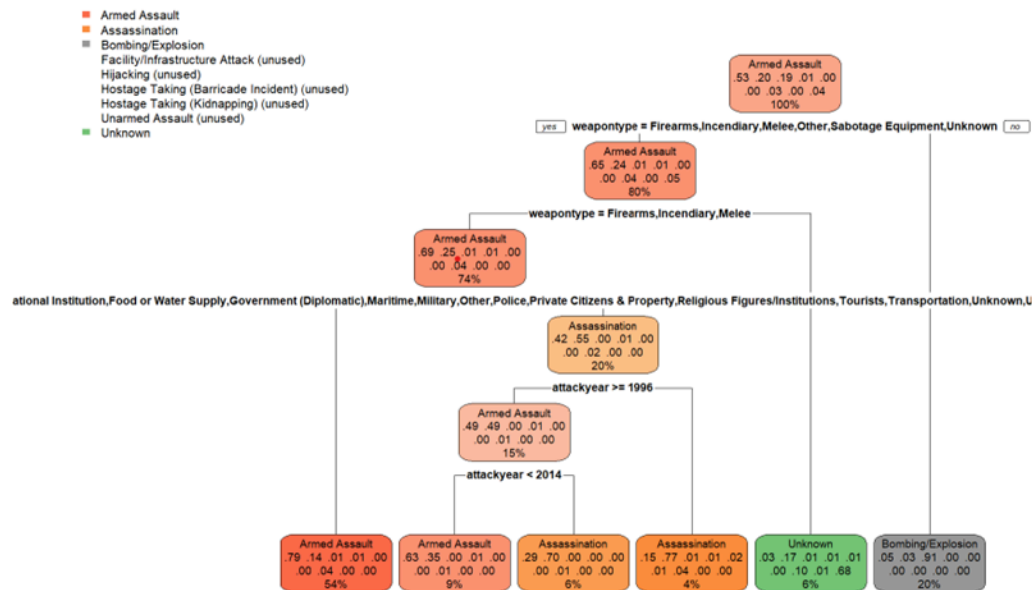 Armed Assault
Assassination
Bombing/Explosion
Facility/Infrastructure Attack (unused)
Hijacking (unused)
Hostage Taking (Barricade Incident) (unused)
Hostage Taking (Kidnapping) (unused)
Unarmed Assault (unused)
Unknown
Armed Assault
.53 .20 .19 .01 .00
.00 .03 .00 .04
100%
yes weapontype = Firearms,Incendiary,Melee,Other,Sabotage Equipment,Unknown no
Armed Assault
.65 .24 .01 .01 .00
.00 .04 .00 .05
80%
weapontype = Firearms,Incendiary,Melee
Armed Assault
.69 .25 .01 .01 .00
.00 .04 .00 .00
74%
ational Institution,Food or Water Supply,Government (Diplomatic),Maritime,Military,Other,Police,Private Citizens & Property,Religious Figures/Institutions,Tourists,Transportation,Unknown,U
Assassination
.42 .55 .00 .01 .00
.00 .02 .00 .00
20%
attackyear >= 1996
Armed Assault
.49 .49 .00 .01 .00
.00 .01 .00 .00
15%
attackyear < 2014
Armed Assault
.79 .14 .01 .01 .00
.00 .04 .00 .00
54%
Armed Assault
.63 .35 .00 .01 .00
.00 .01 .00 .00
9%
Assassination
.29 .70 .00 .00 .00
.00 .01 .00 .00
6%
Assassination
.15 .77 .01 .01 .02
.01 .04 .00 .00
4%
Unknown
.03 .17 .01 .01 .01
.00 .10 .01 .68
6%
Bombing/Explosion
.05 .03 .91 .00 .00
.00 .00 .00 .00
20%